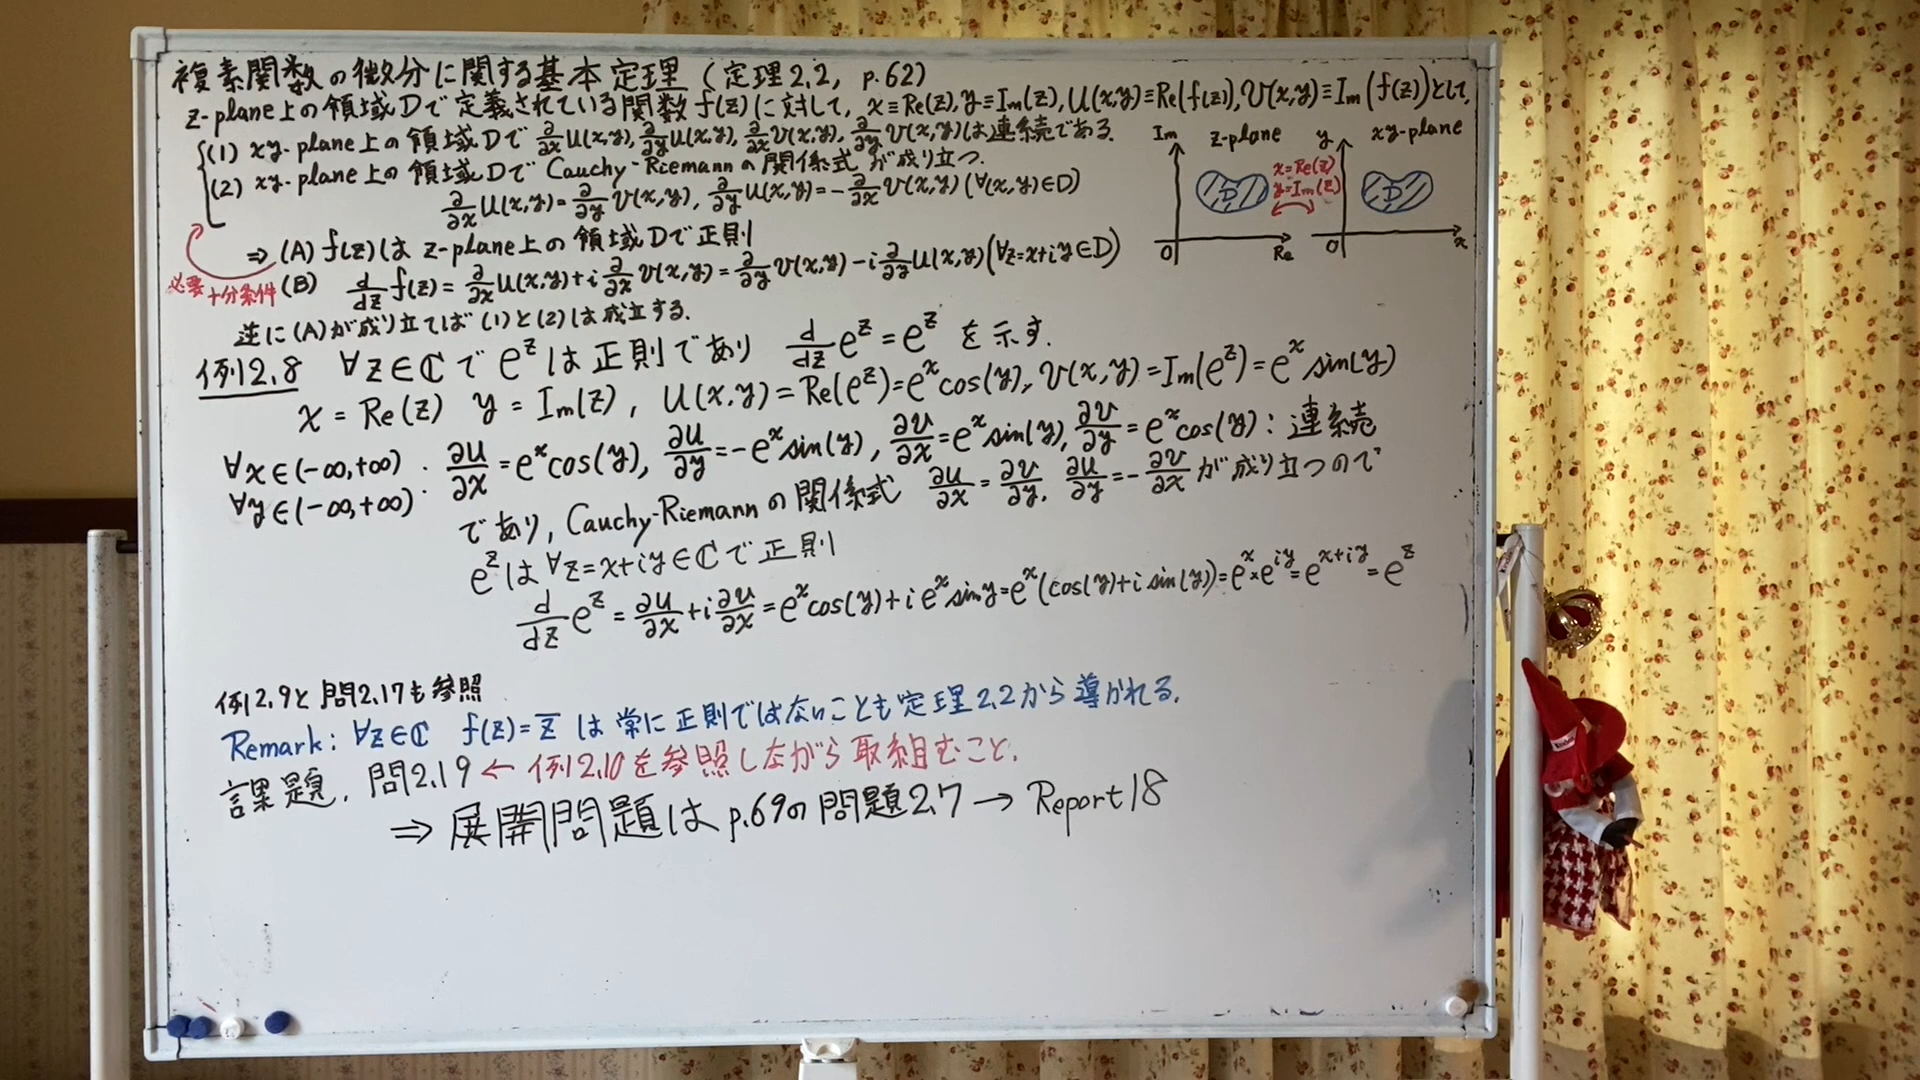 複素関数の微分に関する基本定理 (定理2.2, p.62)
z-plane上の領域Dで定義されている関数 f(z)に対して, x≡Re(z), y≡Im(z), u(x,y)≡Re(f(z)), v(x,y)≡Im(f(z))として,
(1) xy-plane上の領域Dで ∂/∂x u(x,y), ∂/∂y u(x,y), ∂/∂x v(x,y), ∂/∂y v(x,y)は連続である.
(2) xy-plane上の領域DでCauchy-Riemannの関係式が成り立つ.
∂/∂x u(x,y)=∂/∂y v(x,y), ∂/∂y u(x,y)=-∂/∂x v(x,y) (∀(x,y)∈D)
⇒ (A) f(z)は z-plane上の領域Dで正則
(B) d/dz f(z)=∂/∂x u(x,y)+i ∂/∂x v(x,y)=∂/∂y v(x,y)-i ∂/∂y u(x,y) (∀z=x+iy∈D)
必要十分条件
逆に(A)が成り立てば(1)と(2)は成立する.
Im z-plane
D
0 Re
x=Re(z)
y=Im(z)
y xy-plane
D
0 x
例2.8 ∀z∈ℂで e^z は正則であり d/dz e^z = e^z を示す.
x=Re(z) y=Im(z), u(x,y)=Re(e^z)=e^x cos(y), v(x,y)=Im(e^z)=e^x sin(y)
∀x∈(-∞,+∞)
∀y∈(-∞,+∞) : ∂u/∂x=e^x cos(y), ∂u/∂y=-e^x sin(y), ∂v/∂x=e^x sin(y), ∂v/∂y=e^x cos(y): 連続
であり, Cauchy-Riemannの関係式 ∂u/∂x=∂v/∂y, ∂u/∂y=-∂v/∂x が成り立つので
e^z は ∀z=x+iy∈ℂで正則
d/dz e^z=∂u/∂x+i ∂v/∂x=e^x cos(y)+i e^x sin y=e^x(cos(y)+i sin(y))=e^x×e^{iy}=e^{x+iy}=e^z
例2.9と問2.17も参照
Remark: ∀z∈ℂ f(z)=z̅ は常に正則ではないことも定理2.2から導かれる.
課題. 問2.19 ← 例2.10を参照しながら取組むこと.
⇒ 展開問題は p.69の問題2.7 → Report18